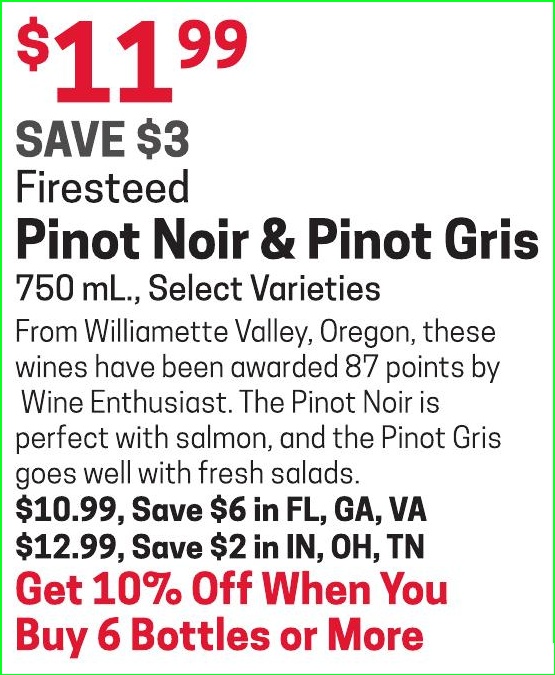 $11.99
SAVE $3
Firesteed
Pinot Noir & Pinot Gris
750 mL., Select Varieties
From Williamette Valley, Oregon, these
wines have been awarded 87 points by
Wine Enthusiast. The Pinot Noir is
perfect with salmon, and the Pinot Gris
goes well with fresh salads.
$10.99, Save $6 in FL, GA, VA
$12.99, Save $2 in IN, OH, TN
Get 10% Off When You
Buy 6 Bottles or More